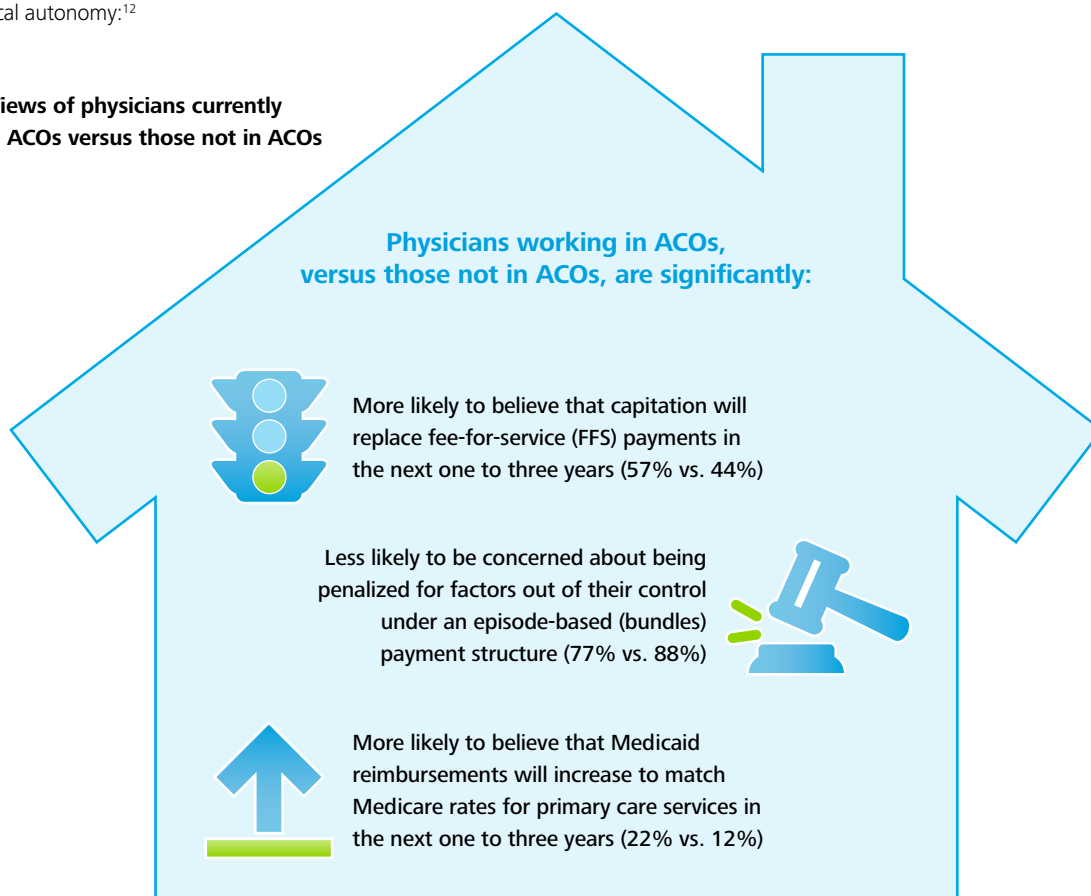 cal autonomy:12
iews of physicians currently
ACOs versus those not in ACOs
Physicians working in ACOs,
versus those not in ACOs, are significantly:
More likely to believe that capitation will
replace fee-for-service (FFS) payments in
the next one to three years (57% vs. 44%)
Less likely to be concerned about being
penalized for factors out of their control
under an episode-based (bundles)
payment structure (77% vs. 88%)
More likely to believe that Medicaid
reimbursements will increase to match
Medicare rates for primary care services in
the next one to three years (22% vs. 12%)